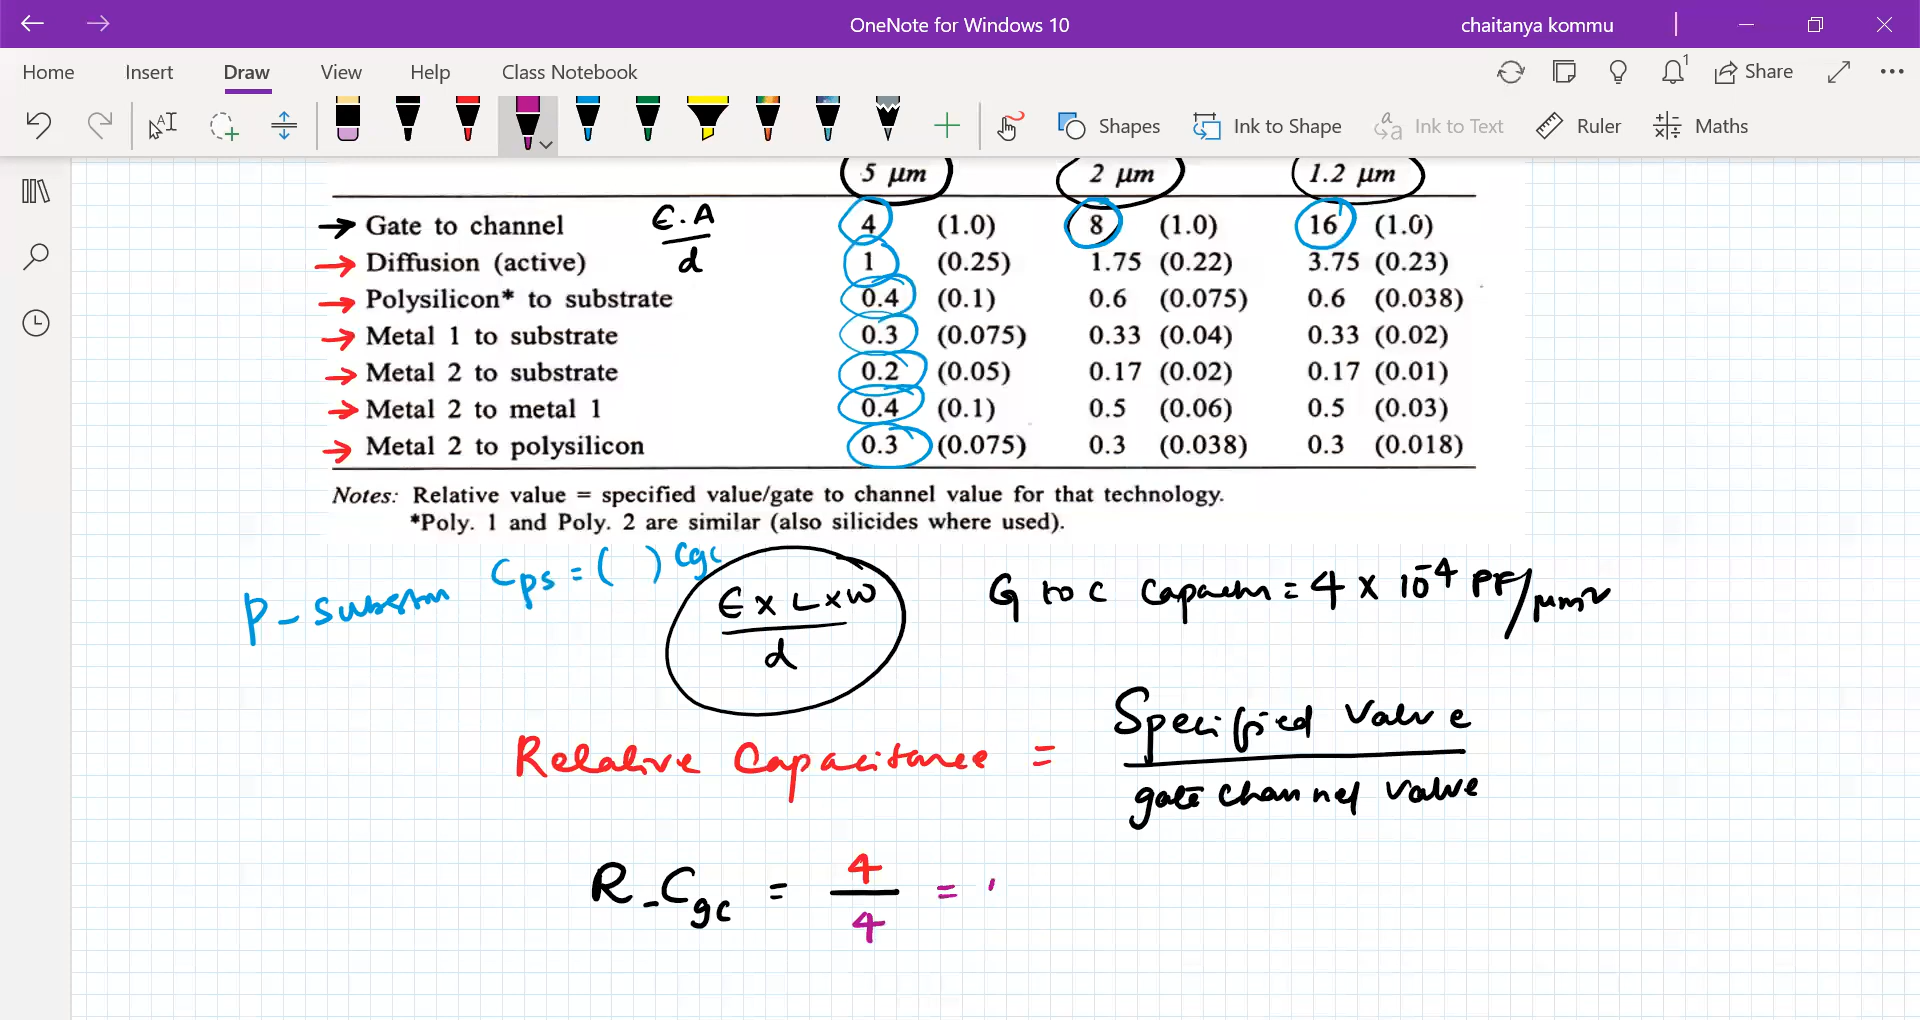 OneNote for Windows 10
chaitanya kommu
Home Insert Draw View Help Class Notebook
1
Share
Shapes Ink to Shape Ink to Text Ruler Maths
5 μm 2 μm 1.2 μm
Gate to channel ∈.A/d 4 (1.0) 8 (1.0) 16 (1.0)
Diffusion (active) 1 (0.25) 1.75 (0.22) 3.75 (0.23)
Polysilicon* to substrate 0.4 (0.1) 0.6 (0.075) 0.6 (0.038)
Metal 1 to substrate 0.3 (0.075) 0.33 (0.04) 0.33 (0.02)
Metal 2 to substrate 0.2 (0.05) 0.17 (0.02) 0.17 (0.01)
Metal 2 to metal 1 0.4 (0.1) 0.5 (0.06) 0.5 (0.03)
Metal 2 to polysilicon 0.3 (0.075) 0.3 (0.038) 0.3 (0.018)
Notes: Relative value = specified value/gate to channel value for that technology.
*Poly. 1 and Poly. 2 are similar (also silicides where used).
Cps = ( ) Cgc
P-
∈ x L x W
d
G to C = 4 x 10⁻⁴ PF/μm²
Relative Capacitance = Specified Value
gate channel value
R_Cgc = 4/4 =